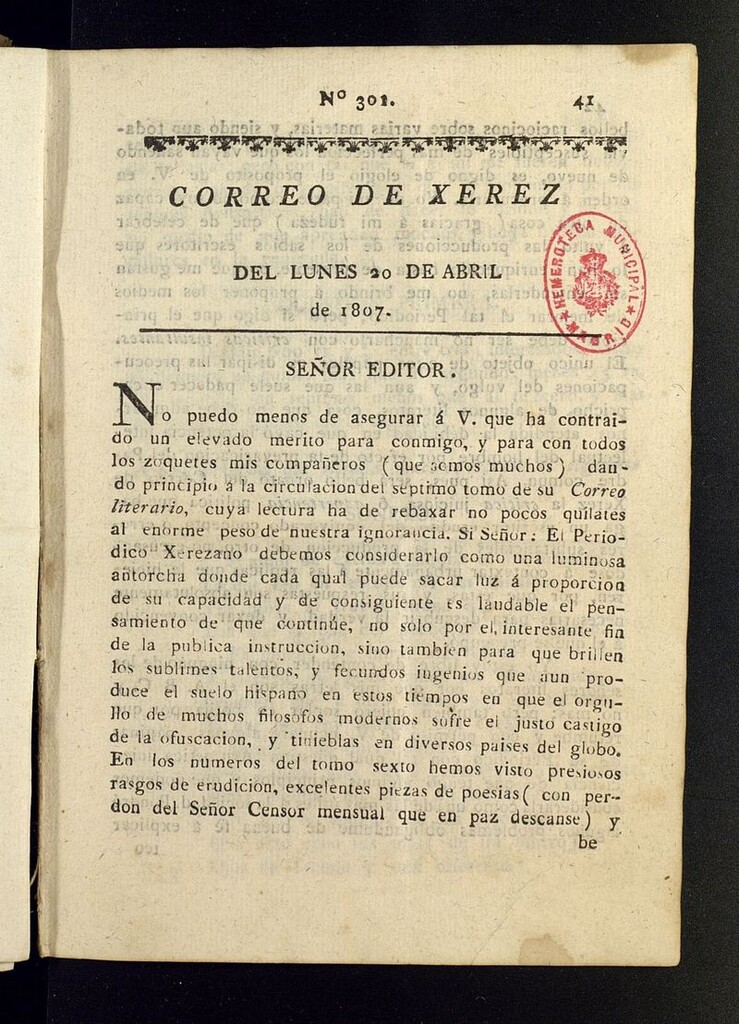 Nº 301. 41
CORREO DE XEREZ
DEL LUNES 20 DE ABRIL
de 1807.
HEMEROTECA MUNICIPAL
★ MADRID ★
SEÑOR EDITOR.
No puedo menos de asegurar á V. que ha contrai-
do un elevado merito para conmigo, y para con todos
los zoquetes mis compañeros (que somos muchos) dan-
do principio á la circulacion del septimo tomo de su Correo
literario, cuya lectura ha de rebaxar no pocos quilates
al enorme peso de nuestra ignorancia. Si Señor: El Perio-
dico Xerezano debemos considerarlo como una luminosa
antorcha donde cada qual puede sacar luz á proporcion
de su capacidad y de consiguiente es laudable el pen-
samiento de que continúe, no solo por el interesante fin
de la publica instruccion, sino tambien para que brillen
los sublimes talentos, y fecundos ingenios que aun pro-
duce el suelo hispano en estos tiempos en que el orgu-
llo de muchos filosofos modernos sufre el justo castigo
de la ofuscacion, y tinieblas en diversos paises del globo.
En los numeros del tomo sexto hemos visto presiosos
rasgos de erudicion, excelentes piezas de poesias ( con per-
don del Señor Censor mensual que en paz descanse) y
be